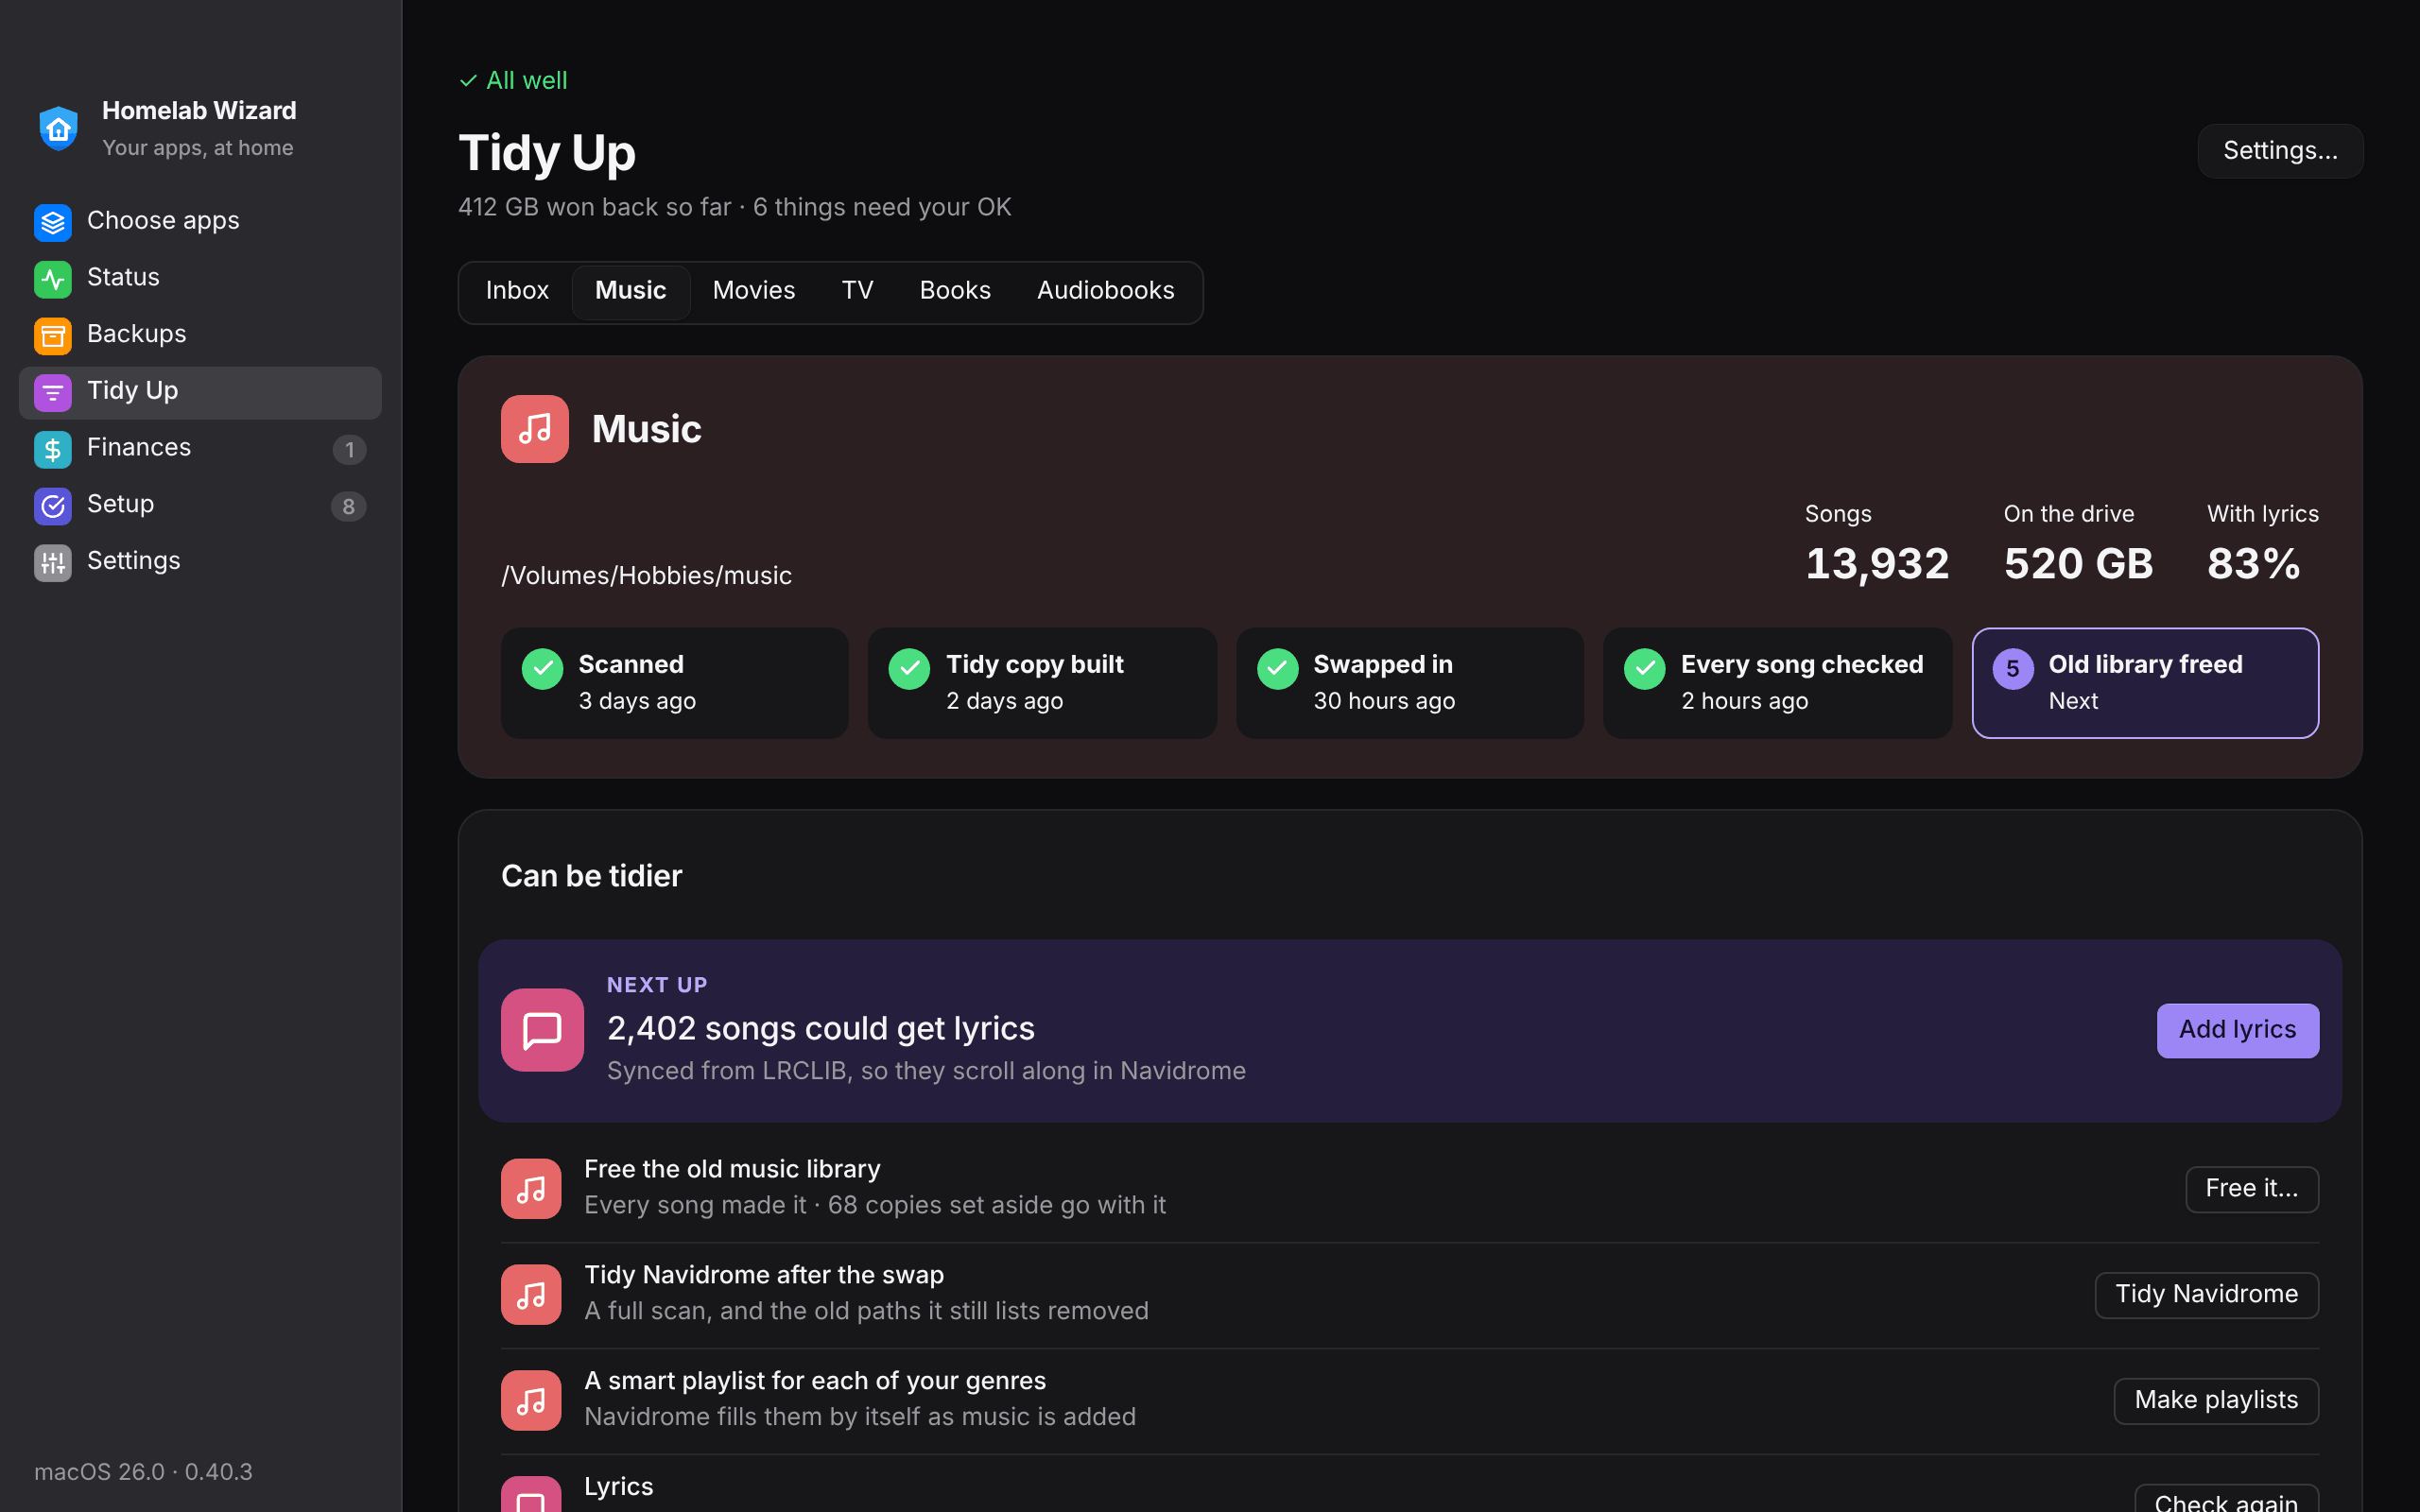 Homelab Wizard
Your apps, at home
Choose apps
Status
Backups
Tidy Up
Finances 1
Setup 8
Settings
macOS 26.0 · 0.40.3
All well
Tidy Up
Settings...
412 GB won back so far · 6 things need your OK
Inbox Music Movies TV Books Audiobooks
Music
/Volumes/Hobbies/music
Songs
13,932
On the drive
520 GB
With lyrics
83%
Scanned
3 days ago
Tidy copy built
2 days ago
Swapped in
30 hours ago
Every song checked
2 hours ago
5 Old library freed
Next
Can be tidier
NEXT UP
2,402 songs could get lyrics
Synced from LRCLIB, so they scroll along in Navidrome
Add lyrics
Free the old music library
Every song made it · 68 copies set aside go with it
Free it...
Tidy Navidrome after the swap
A full scan, and the old paths it still lists removed
Tidy Navidrome
A smart playlist for each of your genres
Navidrome fills them by itself as music is added
Make playlists
Lyrics
Check again